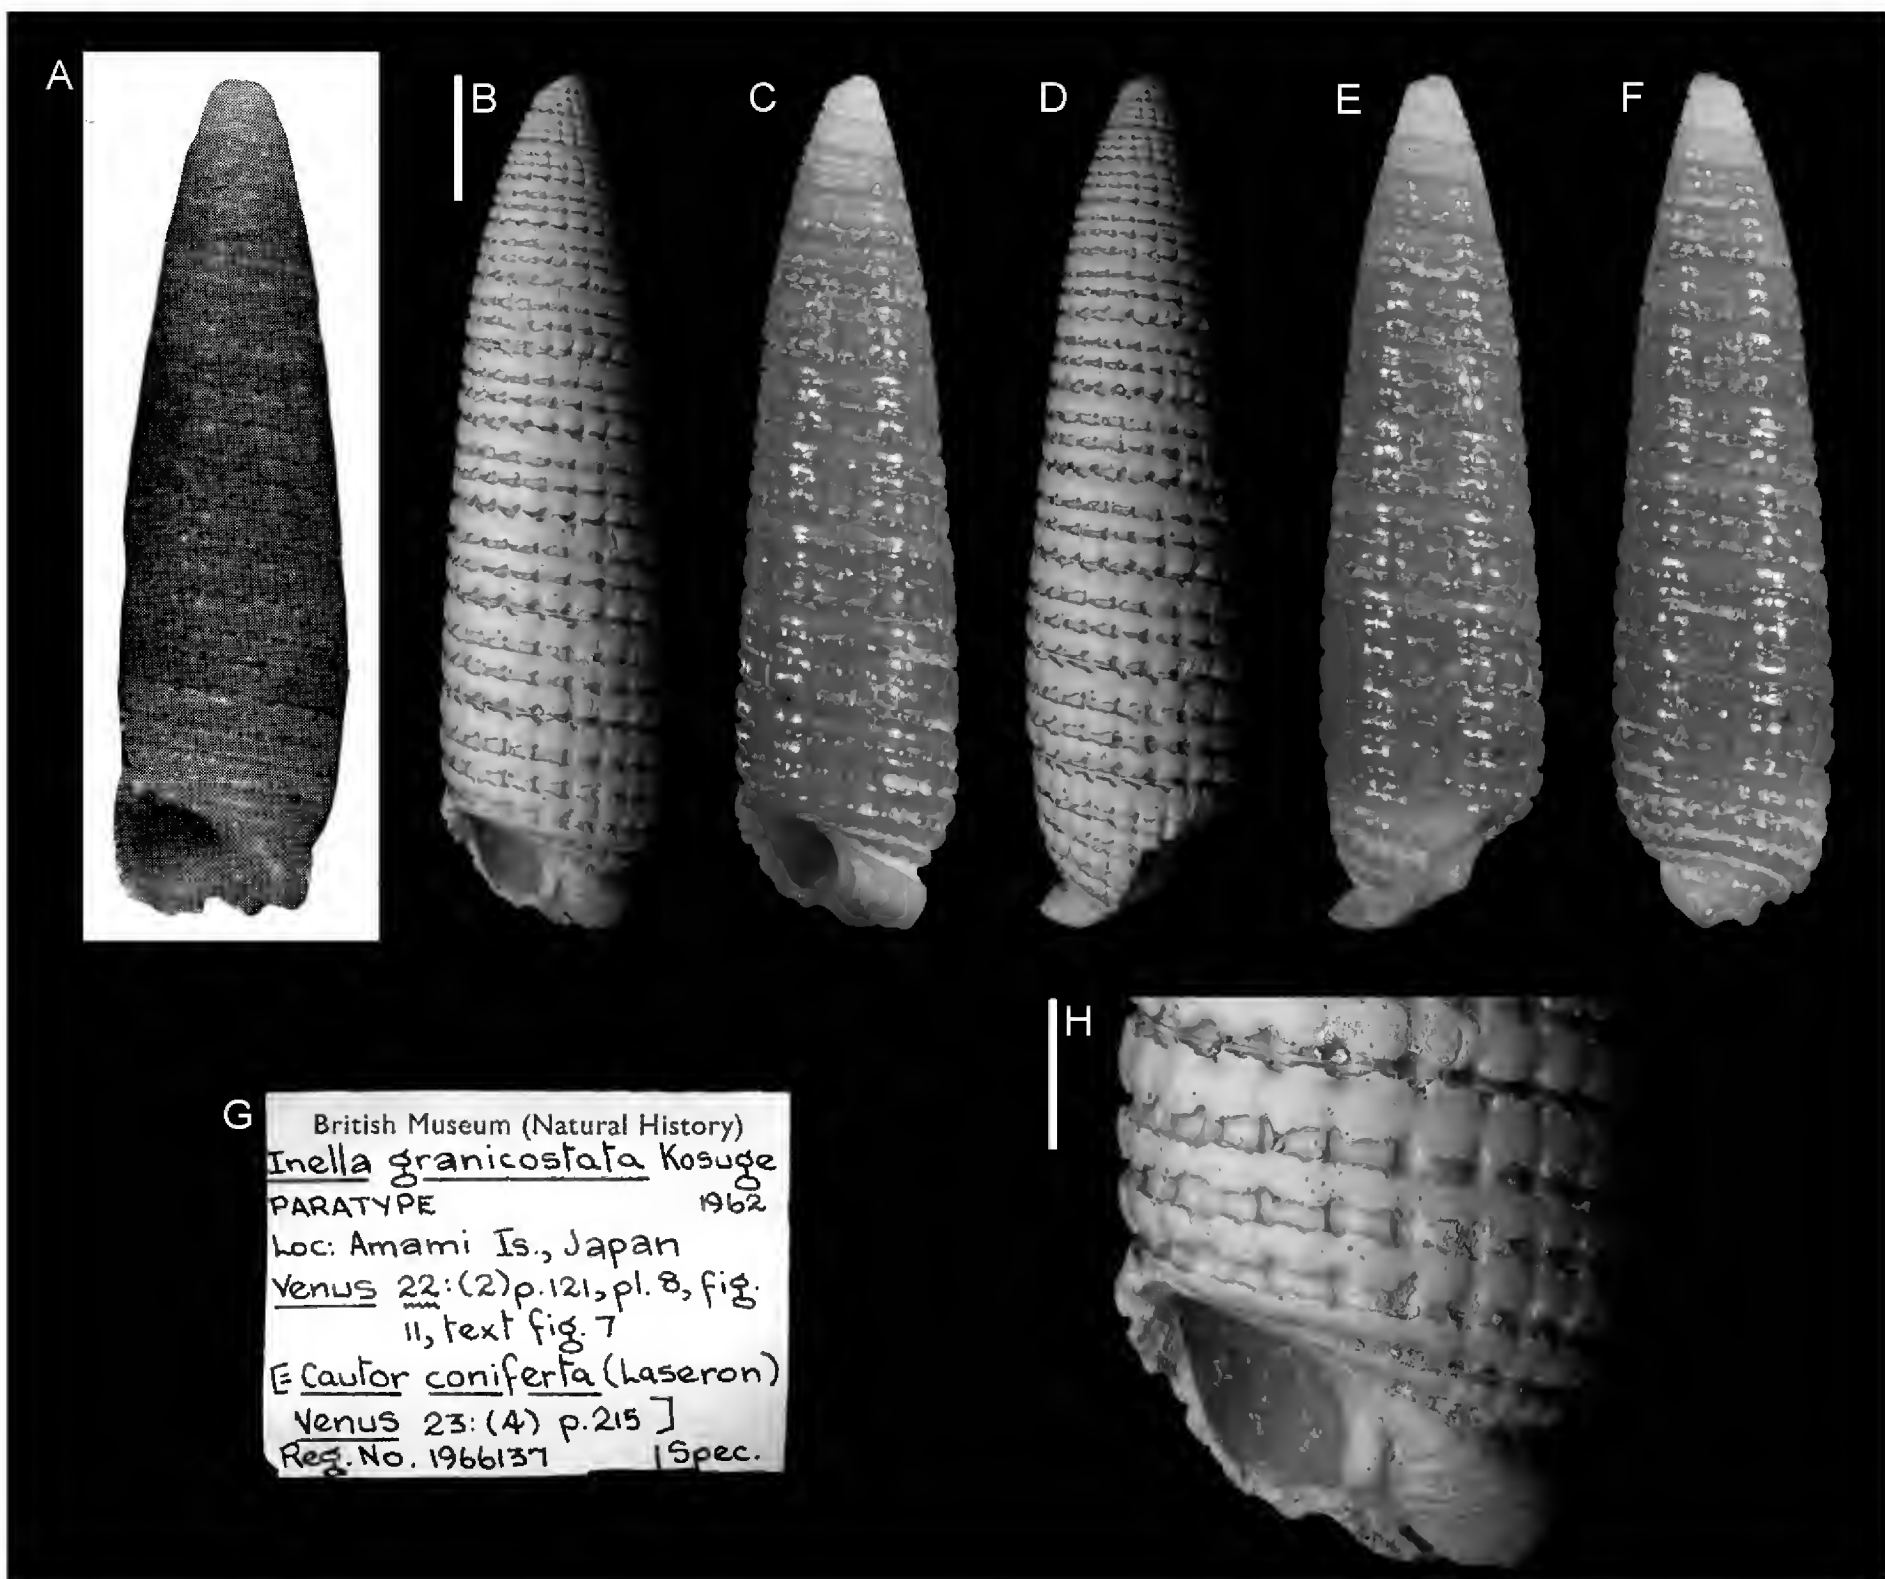 A
B
C
D
E
F
G
H
British Museum (Natural History)
Inella granicostata Kosuge
PARATYPE 1962
Loc: Amami Is., Japan
Venus 22:(2) p.121, pl. 8, fig.
11, text fig. 7
[= Cautor coniferta (Laseron)
Venus 23:(4) p.215]
Reg. No. 1966137 1 Spec.